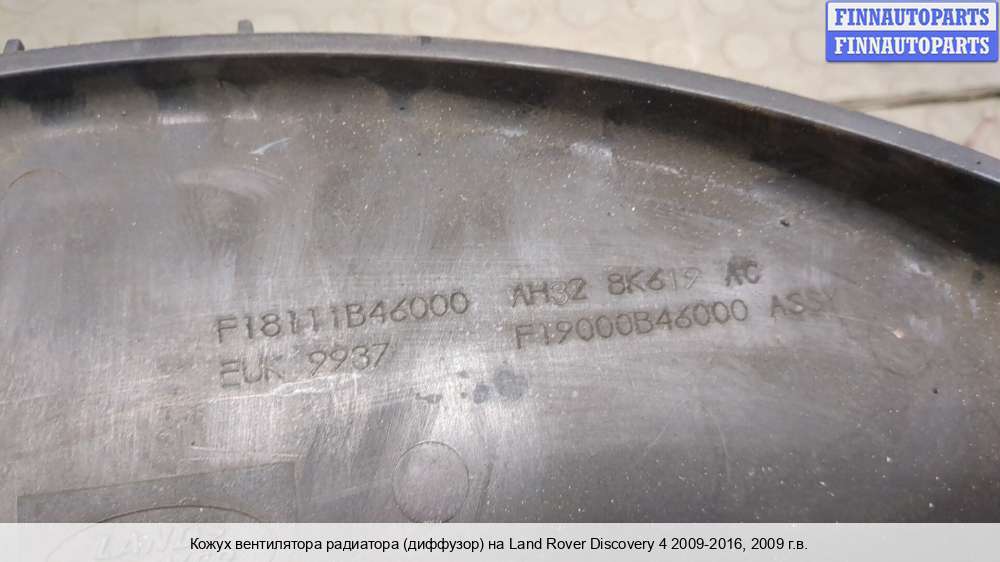 FINNAUTOPARTS
FINNAUTOPARTS
F18111B46000 AH32 8K619 AC
EUK 9937 F19000B46000 ASSY
LAND
Кожух вентилятора радиатора (диффузор) на Land Rover Discovery 4 2009-2016, 2009 г.в.